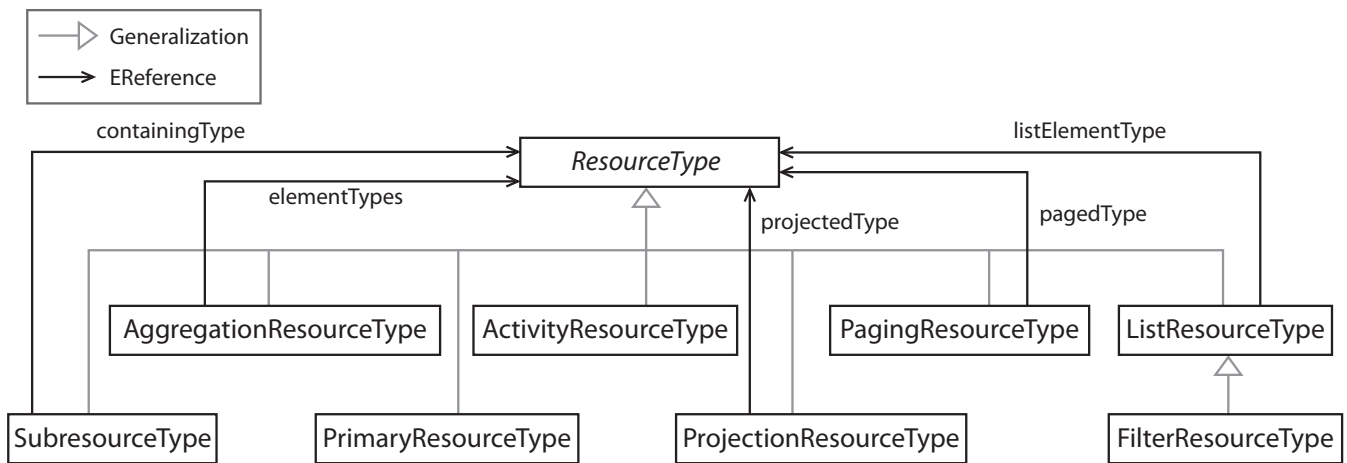 Generalization
EReference
containingType
listElementType
ResourceType
elementTypes
projectedType
pagedType
AggregationResourceType
ActivityResourceType
PagingResourceType
ListResourceType
SubresourceType
PrimaryResourceType
ProjectionResourceType
FilterResourceType